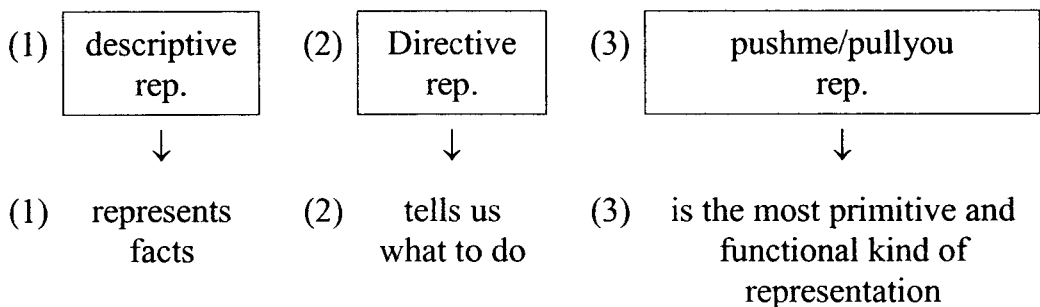 (1) descriptive rep.
(2) Directive rep.
(3) pushme/pullyou rep.
↓ ↓ ↓
(1) represents facts
(2) tells us what to do
(3) is the most primitive and functional kind of representation